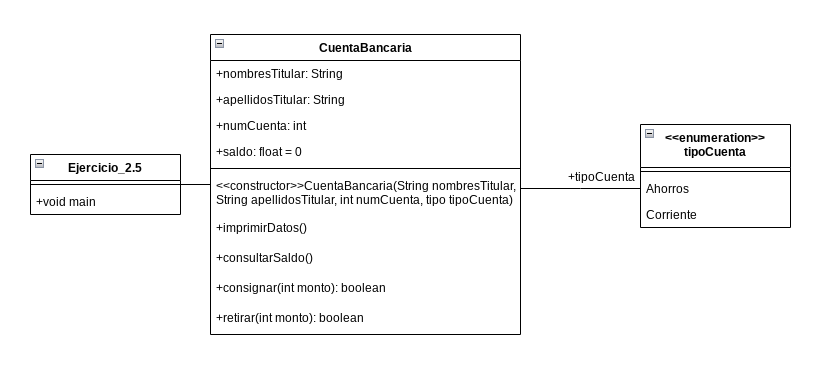 CuentaBancaria
+nombresTitular: String
+apellidosTitular: String
+numCuenta: int
+saldo: float = 0
<<constructor>>CuentaBancaria(String nombresTitular,
String apellidosTitular, int numCuenta, tipo tipoCuenta)
+imprimirDatos()
+consultarSaldo()
+consignar(int monto): boolean
+retirar(int monto): boolean
Ejercicio_2.5
+void main
+tipoCuenta
<<enumeration>>
tipoCuenta
Ahorros
Corriente